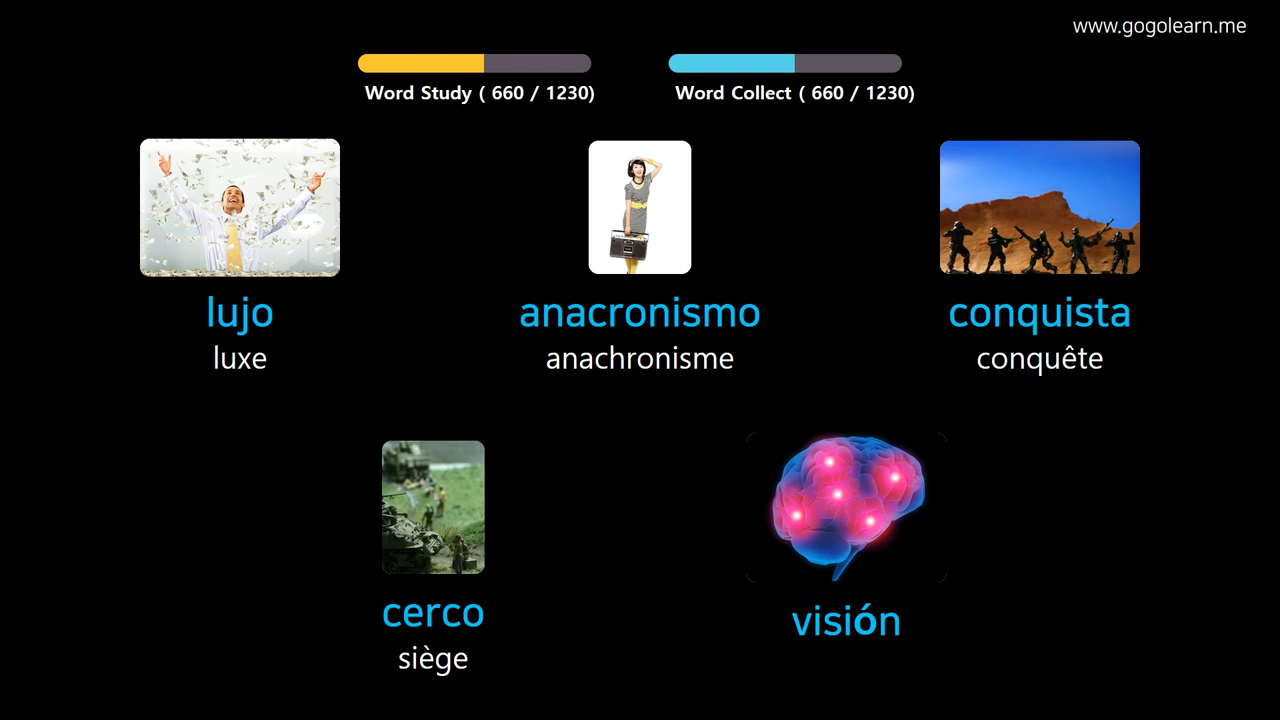 www.gogolearn.me
Word Study ( 660 / 1230)
Word Collect ( 660 / 1230)
lujo
luxe
anacronismo
anachronisme
conquista
conquête
cerco
siège
visión